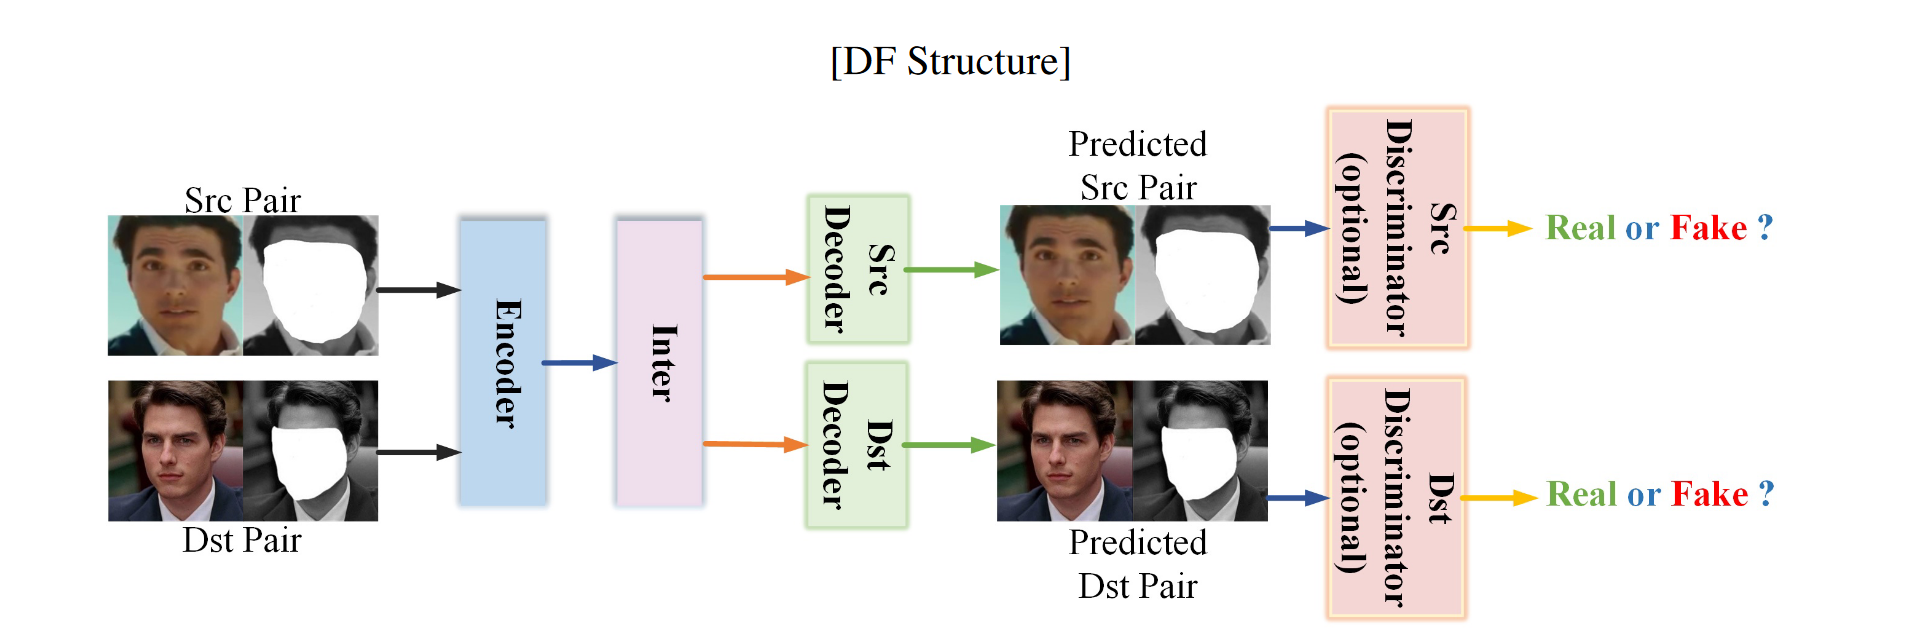 [DF Structure]
Src Pair
Dst Pair
Encoder
Inter
Src
Decoder
Dst
Decoder
Predicted
Src Pair
Predicted
Dst Pair
Src
Discriminator
(optional)
Dst
Discriminator
(optional)
Real or Fake ?
Real or Fake ?